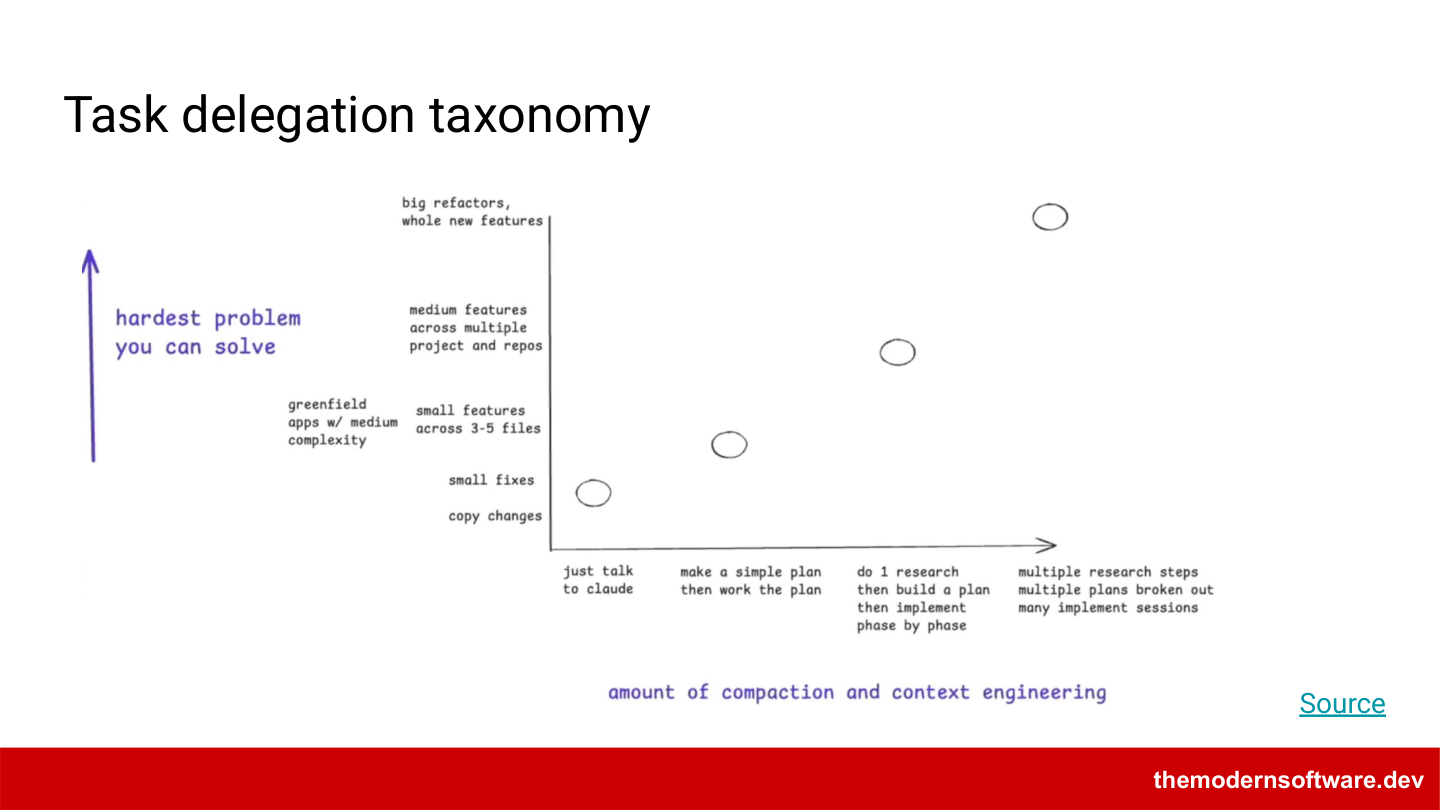 Task delegation taxonomy
big refactors,
whole new features
hardest problem
you can solve
medium features
across multiple
project and repos
greenfield
apps w/ medium
complexity
small features
across 3-5 files
small fixes
copy changes
just talk
to claude
make a simple plan
then work the plan
do 1 research
then build a plan
then implement
phase by phase
multiple research steps
multiple plans broken out
many implement sessions
amount of compaction and context engineering
Source
themodernsoftware.dev